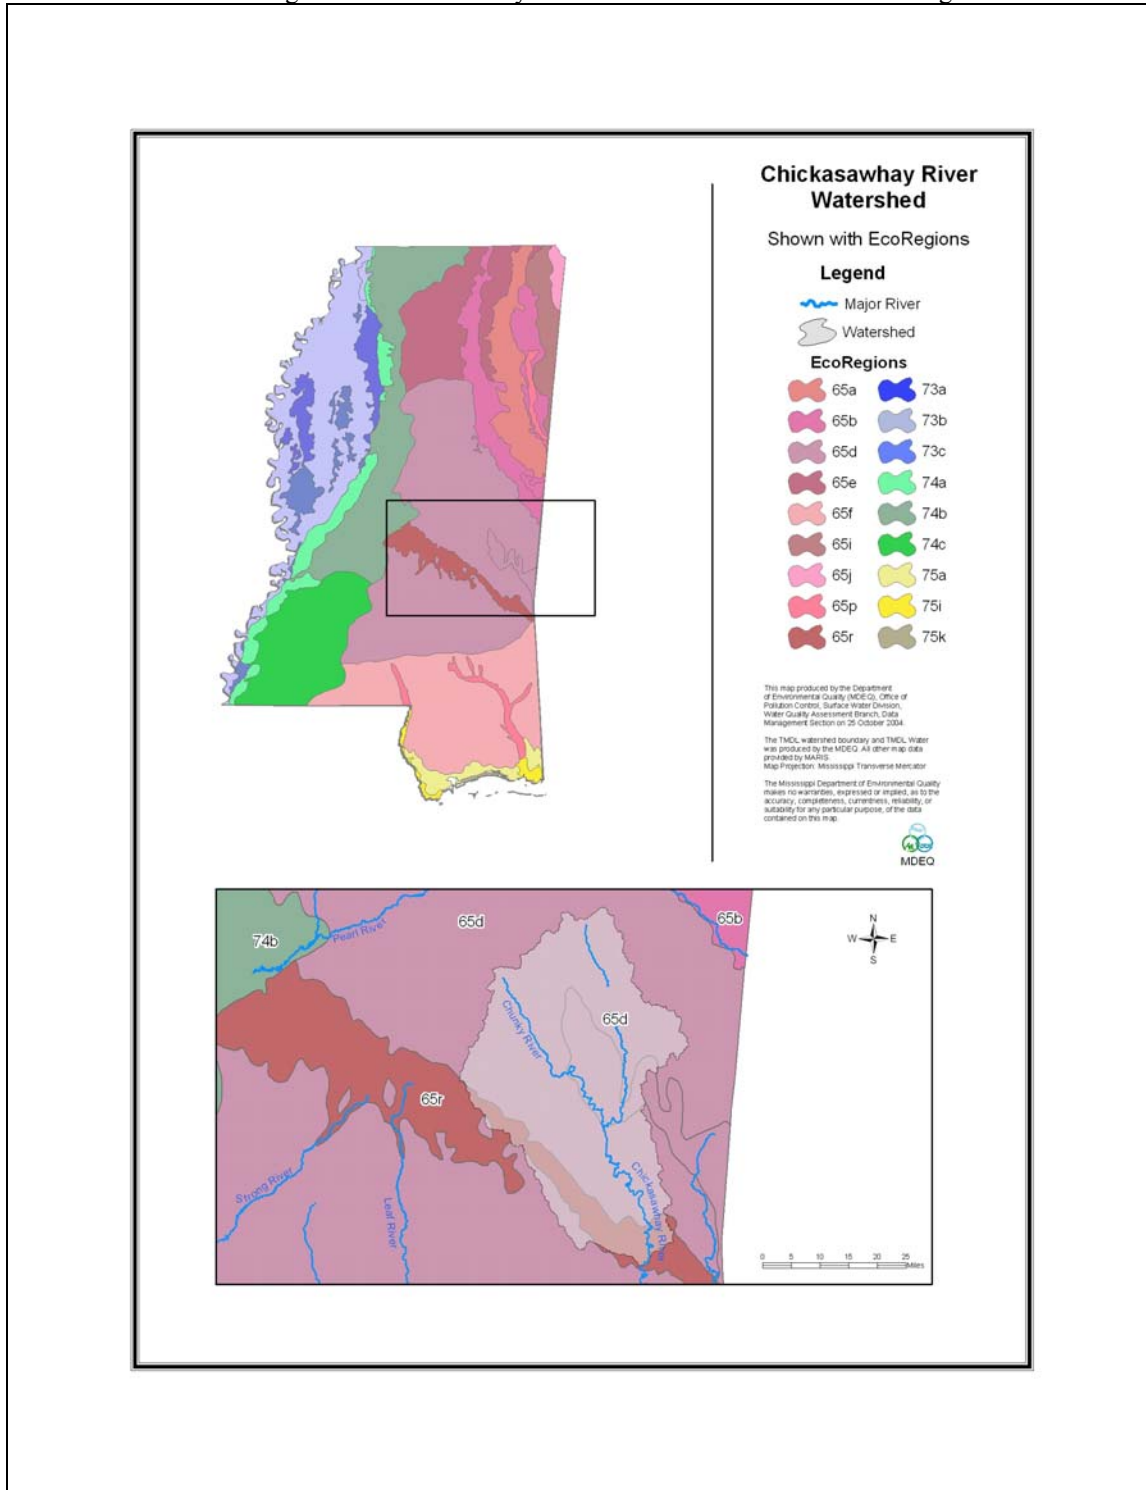 Chickasawhay River
Watershed
Shown with EcoRegions
Legend
Major River
Watershed
EcoRegions
65a 73a
65b 73b
65d 73c
65e 74a
65f 74b
65i 74c
65j 75a
65p 75i
65r 75k
This map produced by the Department
of Environmental Quality (MDEQ), Office of
Pollution Control, Surface Water Division,
Water Quality Assessment Branch, Data
Management Section on 25 October 2004.
The TMDL watershed boundary and TMDL Water
was produced by the MDEQ. All other map data
provided by MARIS.
Map Projection: Mississippi Transverse Mercator
The Mississippi Department of Environmental Quality
makes no warranties, expressed or implied, as to the
accuracy, completeness, currentness, reliability, or
suitability for any particular purpose, of the data
contained on this map.
MDEQ
74b
Pearl River
65d
65b
N
W E
S
Chunky River
65d
65r
Strong River
Leaf River
Chickasawhay River
0 5 10 15 20 25
Miles